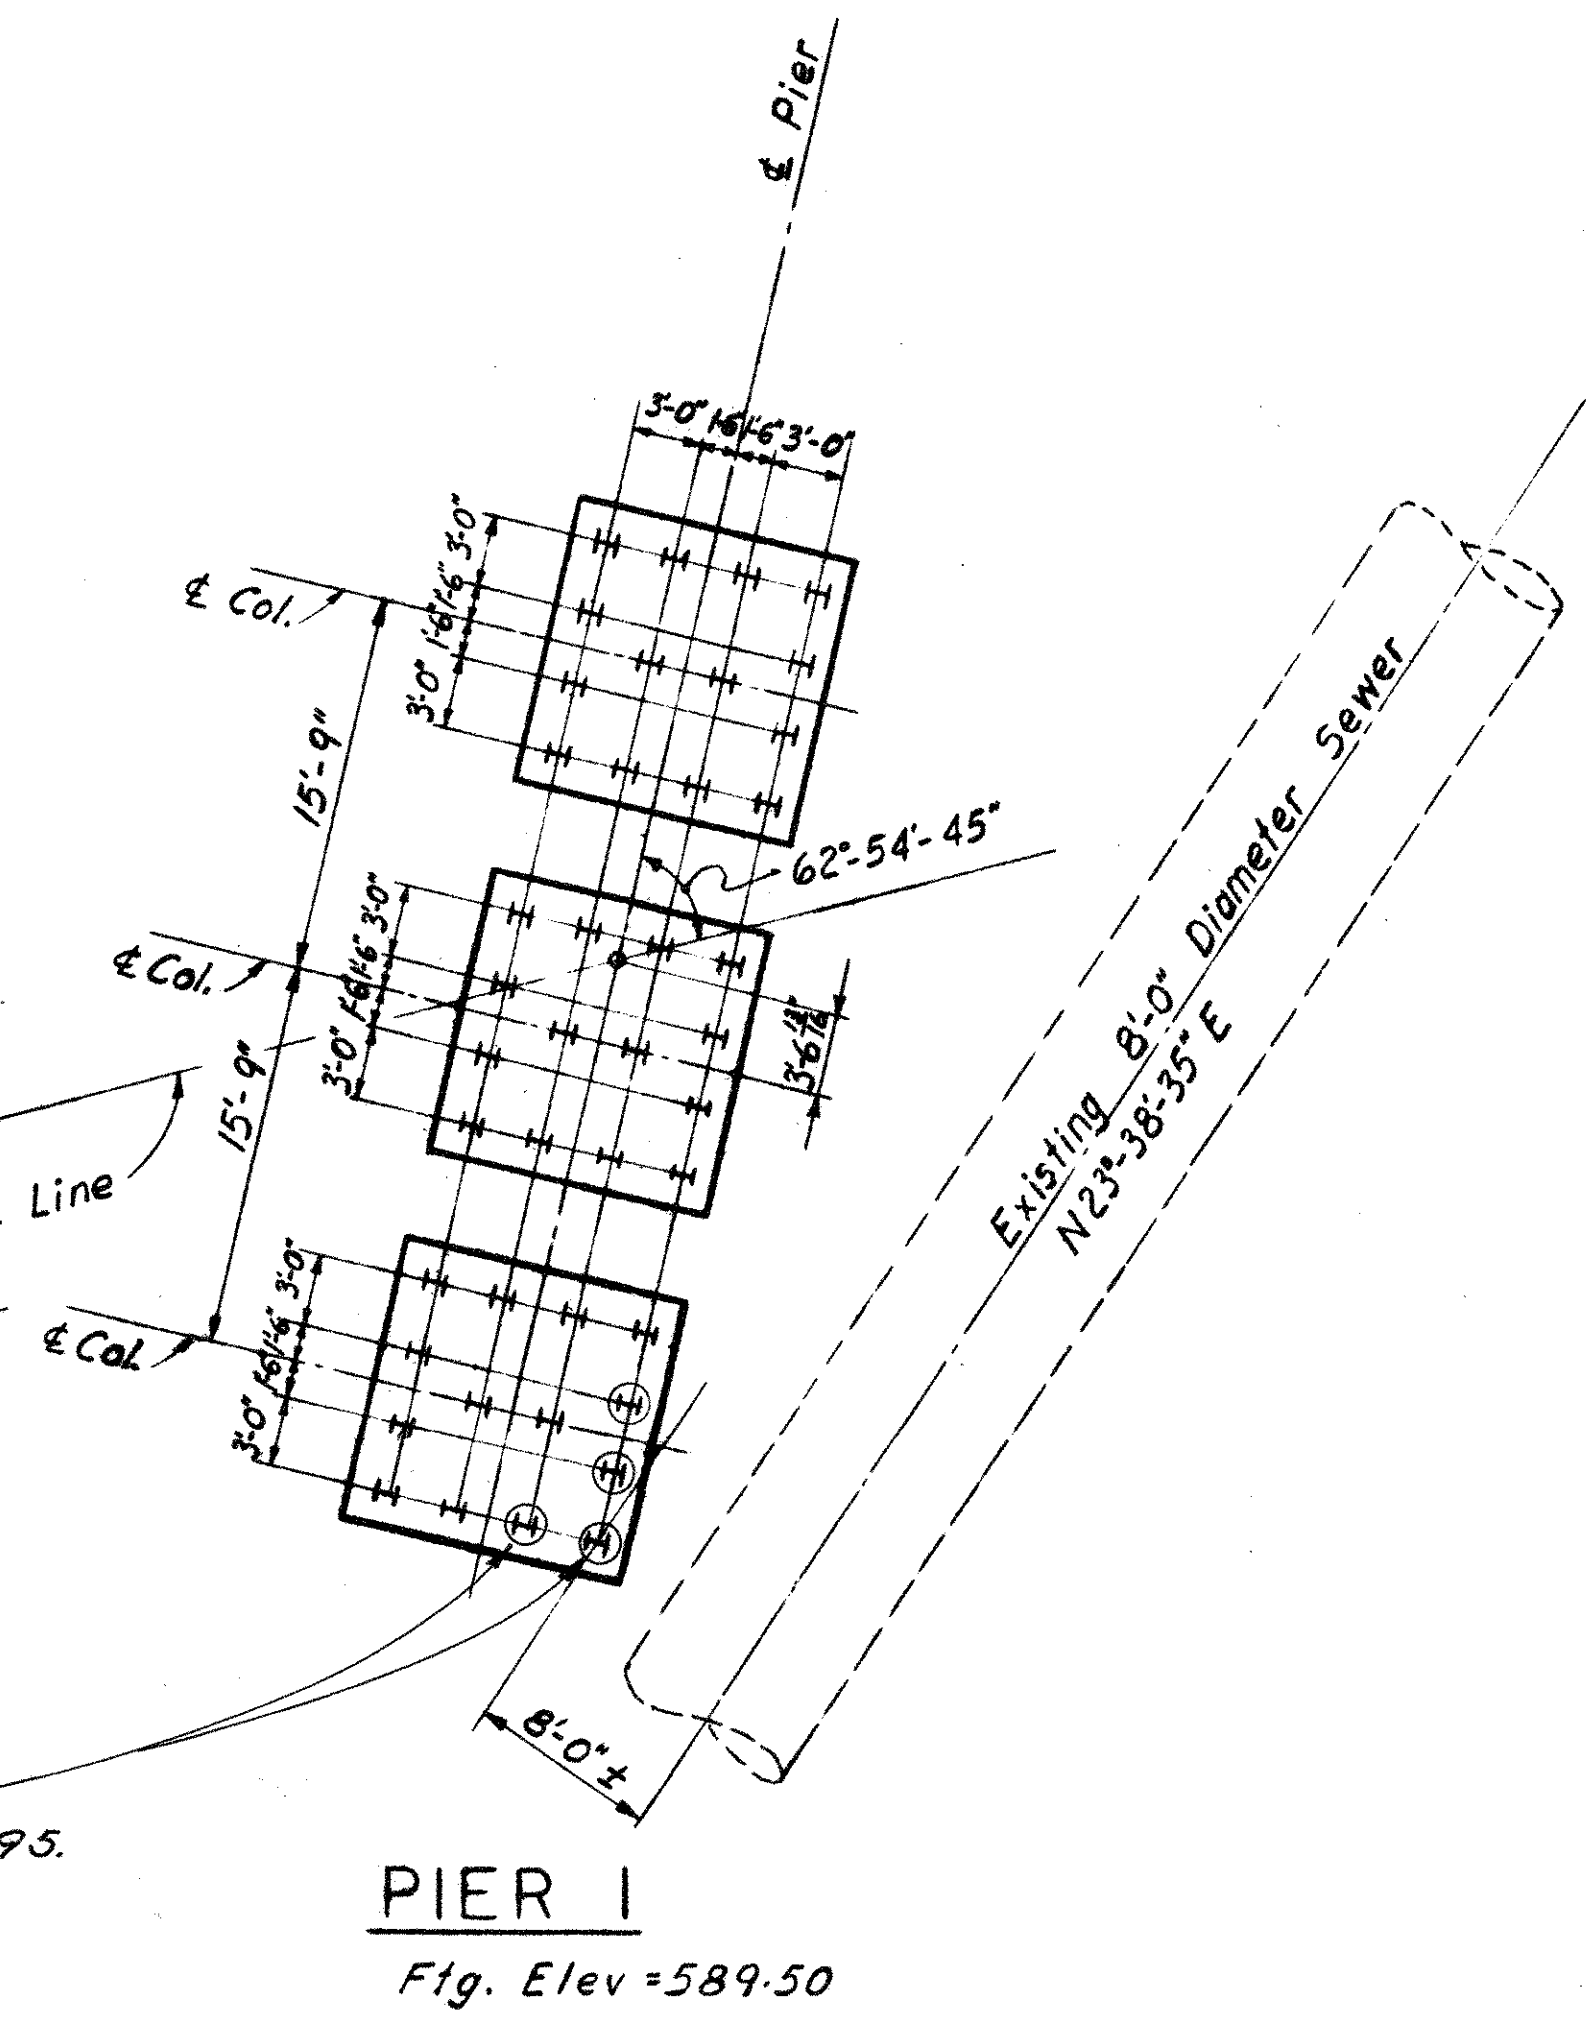 ℄ Pier
3'-0" 1'-6" 1'-6" 3'-0"
℄ Col.
3'-0" 1'-6" 1'-6" 3'-0"
15'-9"
62°-54'-45"
℄ Col.
3'-0" 1'-6" 1'-6" 3'-0"
3'-6 13/16"
15'-9"
Line
℄ Col.
3'-0" 1'-6" 1'-6" 3'-0"
Existing 8'-0" Diameter Sewer
N23°-38'-35" E
8'-0" ±
95.
PIER 1
Ftg. Elev = 589.50